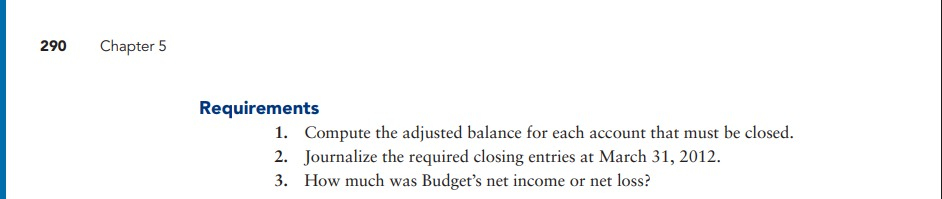 290 Chapter 5
Requirements
1. Compute the adjusted balance for each account that must be closed.
2. Journalize the required closing entries at March 31, 2012.
3. How much was Budget's net income or net loss?